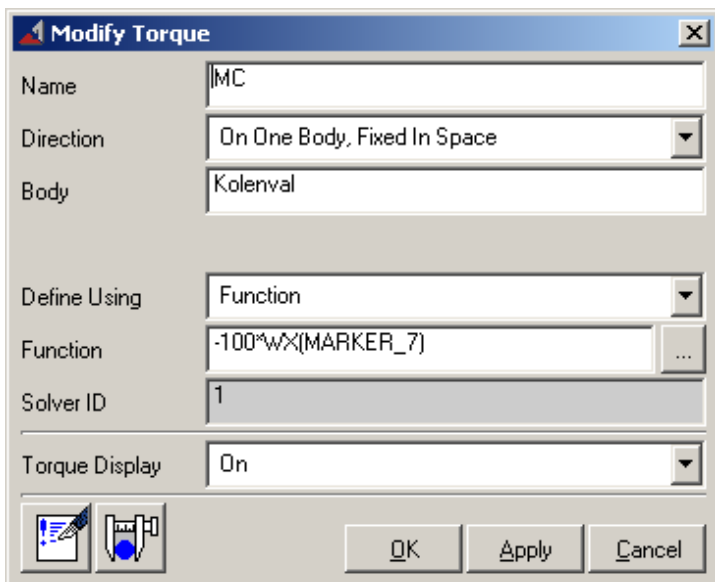 Modify Torque
Name MC
Direction On One Body, Fixed In Space
Body Kolenval
Define Using Function
Function -100*WX(MARKER_7) ...
Solver ID 1
Torque Display On
OK Apply Cancel